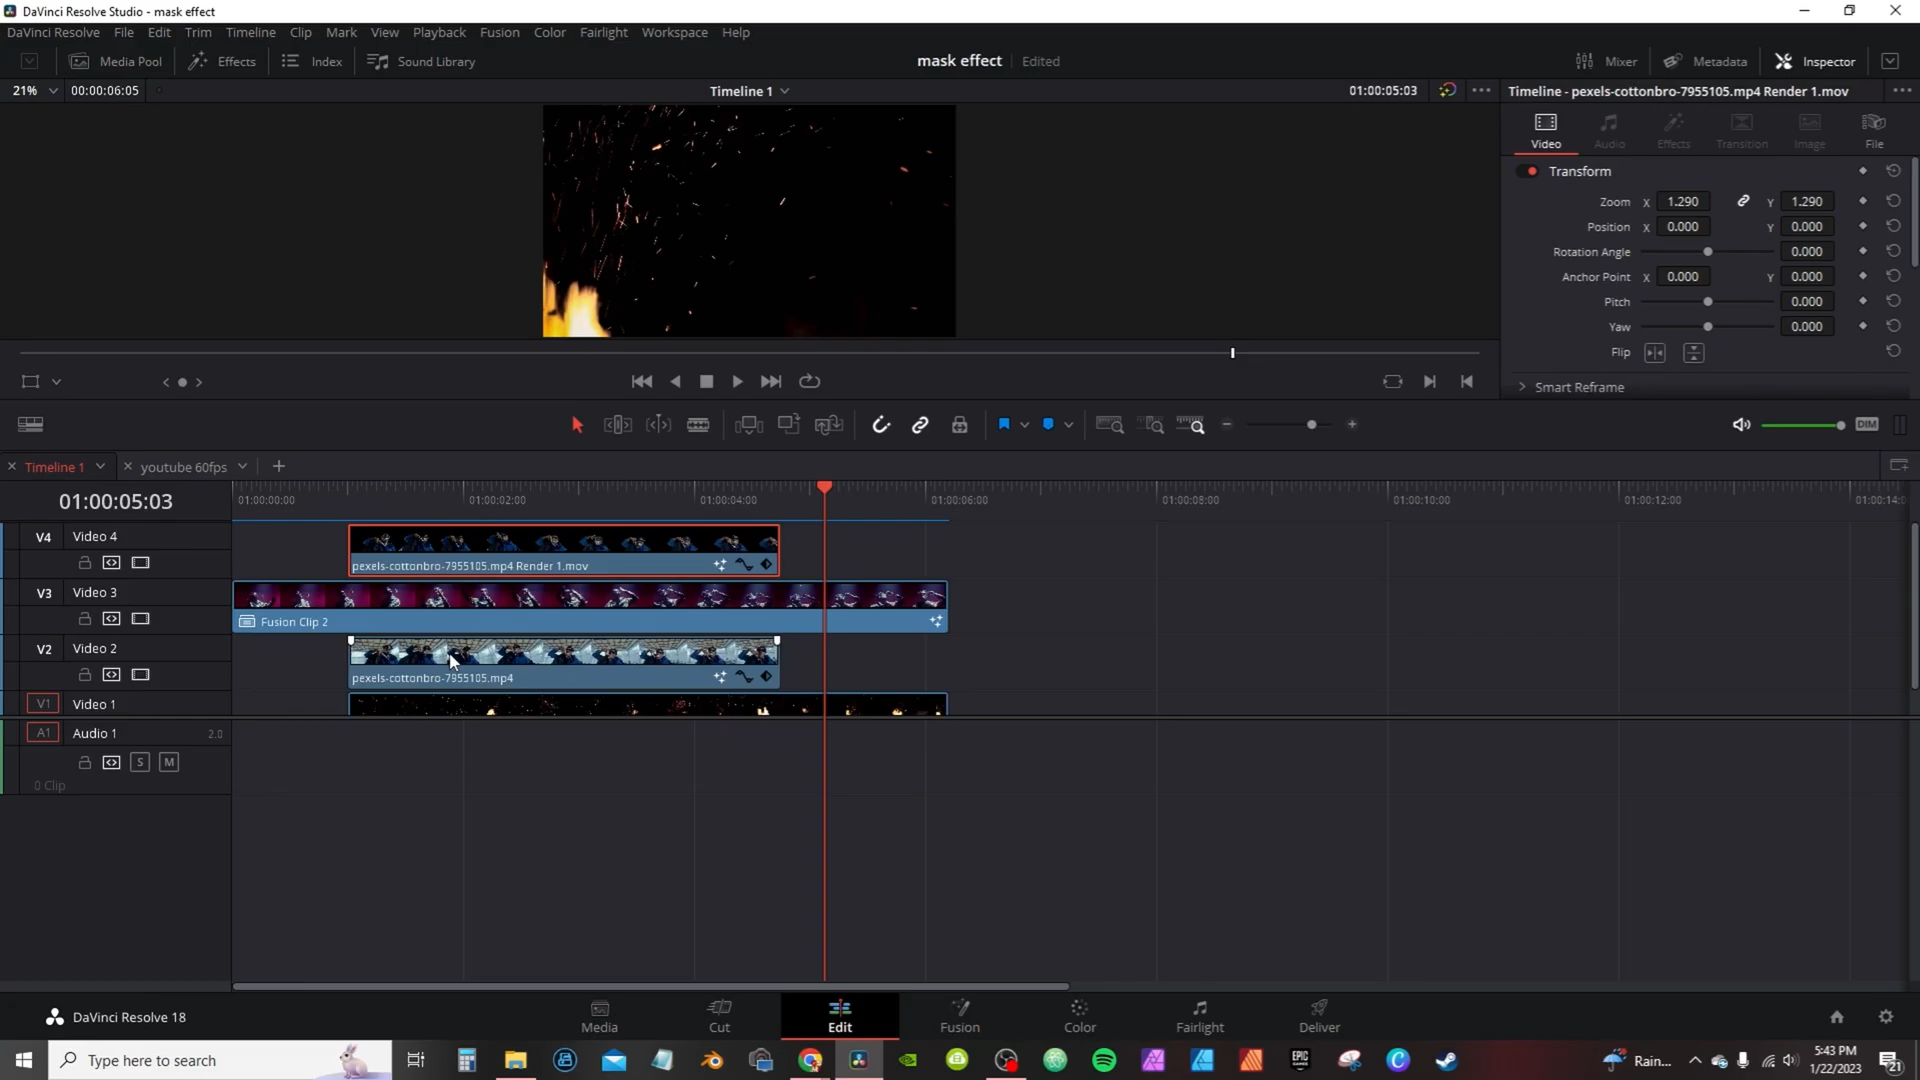 DaVinci Resolve Studio - mask effect
DaVinci Resolve File Edit Trim Timeline Clip Mark View Playback Fusion Color Fairlight Workspace Help
Media Pool Effects Index Sound Library mask effect Edited Mixer Metadata Inspector
21% 00:00:06:05 Timeline 1 01:00:05:03 Timeline - pexels-cottonbro-7955105.mp4 Render 1.mov
Video Audio Effects Transition Image File
Transform
Zoom X 1.290 Y 1.290
Position X 0.000 Y 0.000
Rotation Angle 0.000
Anchor Point X 0.000 Y 0.000
Pitch 0.000
Yaw 0.000
Flip
Smart Reframe
DIM
Timeline 1 youtube 60fps
01:00:05:03 01:00:00:00 01:00:02:00 01:00:04:00 01:00:06:00 01:00:08:00 01:00:10:00 01:00:12:00 01:00:14:0
V4 Video 4
pexels-cottonbro-7955105.mp4 Render 1.mov
V3 Video 3
Fusion Clip 2
V2 Video 2
pexels-cottonbro-7955105.mp4
V1 Video 1
A1 Audio 1 2.0
S M
0 Clip
DaVinci Resolve 18 Media Cut Edit Fusion Color Fairlight Deliver
Type here to search
EPIC GAMES
Rain...
5:43 PM
1/22/2023
21